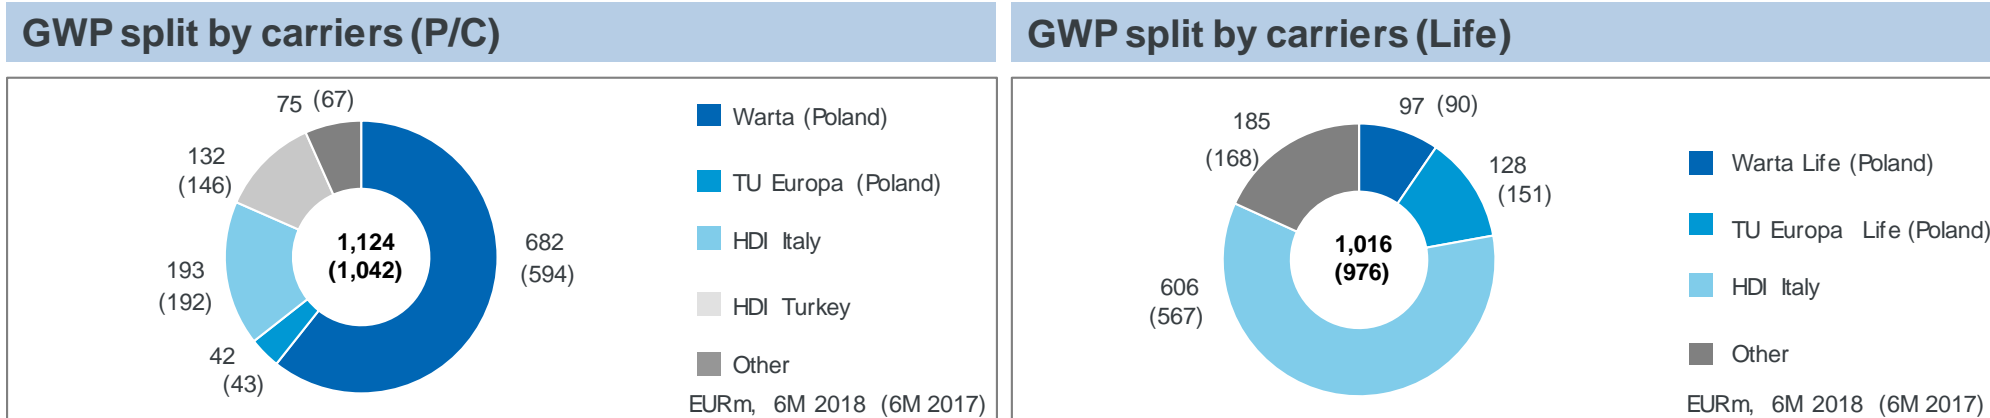 GWP split by carriers (P/C)
75 (67)
132
(146)
193
(192)
42
(43)
1,124
(1,042)
682
(594)
Warta (Poland)
TU Europa (Poland)
HDI Italy
HDI Turkey
Other
EURm, 6M 2018 (6M 2017)
GWP split by carriers (Life)
97 (90)
185
(168)
128
(151)
1,016
(976)
606
(567)
Warta Life (Poland)
TU Europa Life (Poland)
HDI Italy
Other
EURm, 6M 2018 (6M 2017)